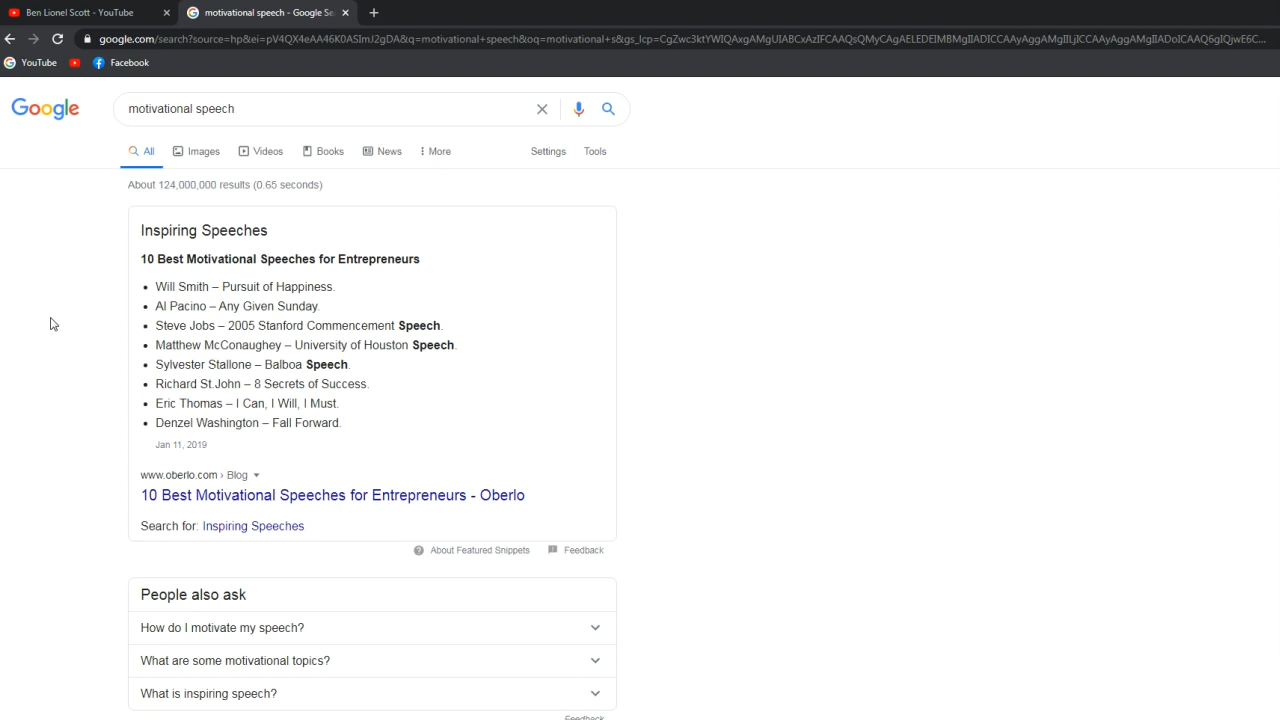 Ben Lionel Scott - YouTube
motivational speech - Google Se
google.com/search?source=hp&ei=pV4QX4eAA46K0ASImJ2gDA&q=motivational+speech&oq=motivational+s&gs_lcp=CgZwc3ktYWIQAxgAMgUIABCxAzIFCAAQsQMyCAgAELEDEIMBMgIIADICCAAyAggAMgIILjICCAAyAggAMgIIADoICAAQ6gIQjwE6C...
YouTube
Facebook
Google
motivational speech
All Images Videos Books News More Settings Tools
About 124,000,000 results (0.65 seconds)
Inspiring Speeches
10 Best Motivational Speeches for Entrepreneurs
• Will Smith – Pursuit of Happiness.
• Al Pacino – Any Given Sunday.
• Steve Jobs – 2005 Stanford Commencement Speech.
• Matthew McConaughey – University of Houston Speech.
• Sylvester Stallone – Balboa Speech.
• Richard St.John – 8 Secrets of Success.
• Eric Thomas – I Can, I Will, I Must.
• Denzel Washington – Fall Forward.
Jan 11, 2019
www.oberlo.com › Blog
10 Best Motivational Speeches for Entrepreneurs - Oberlo
Search for: Inspiring Speeches
About Featured Snippets Feedback
People also ask
How do I motivate my speech?
What are some motivational topics?
What is inspiring speech?
Feedback